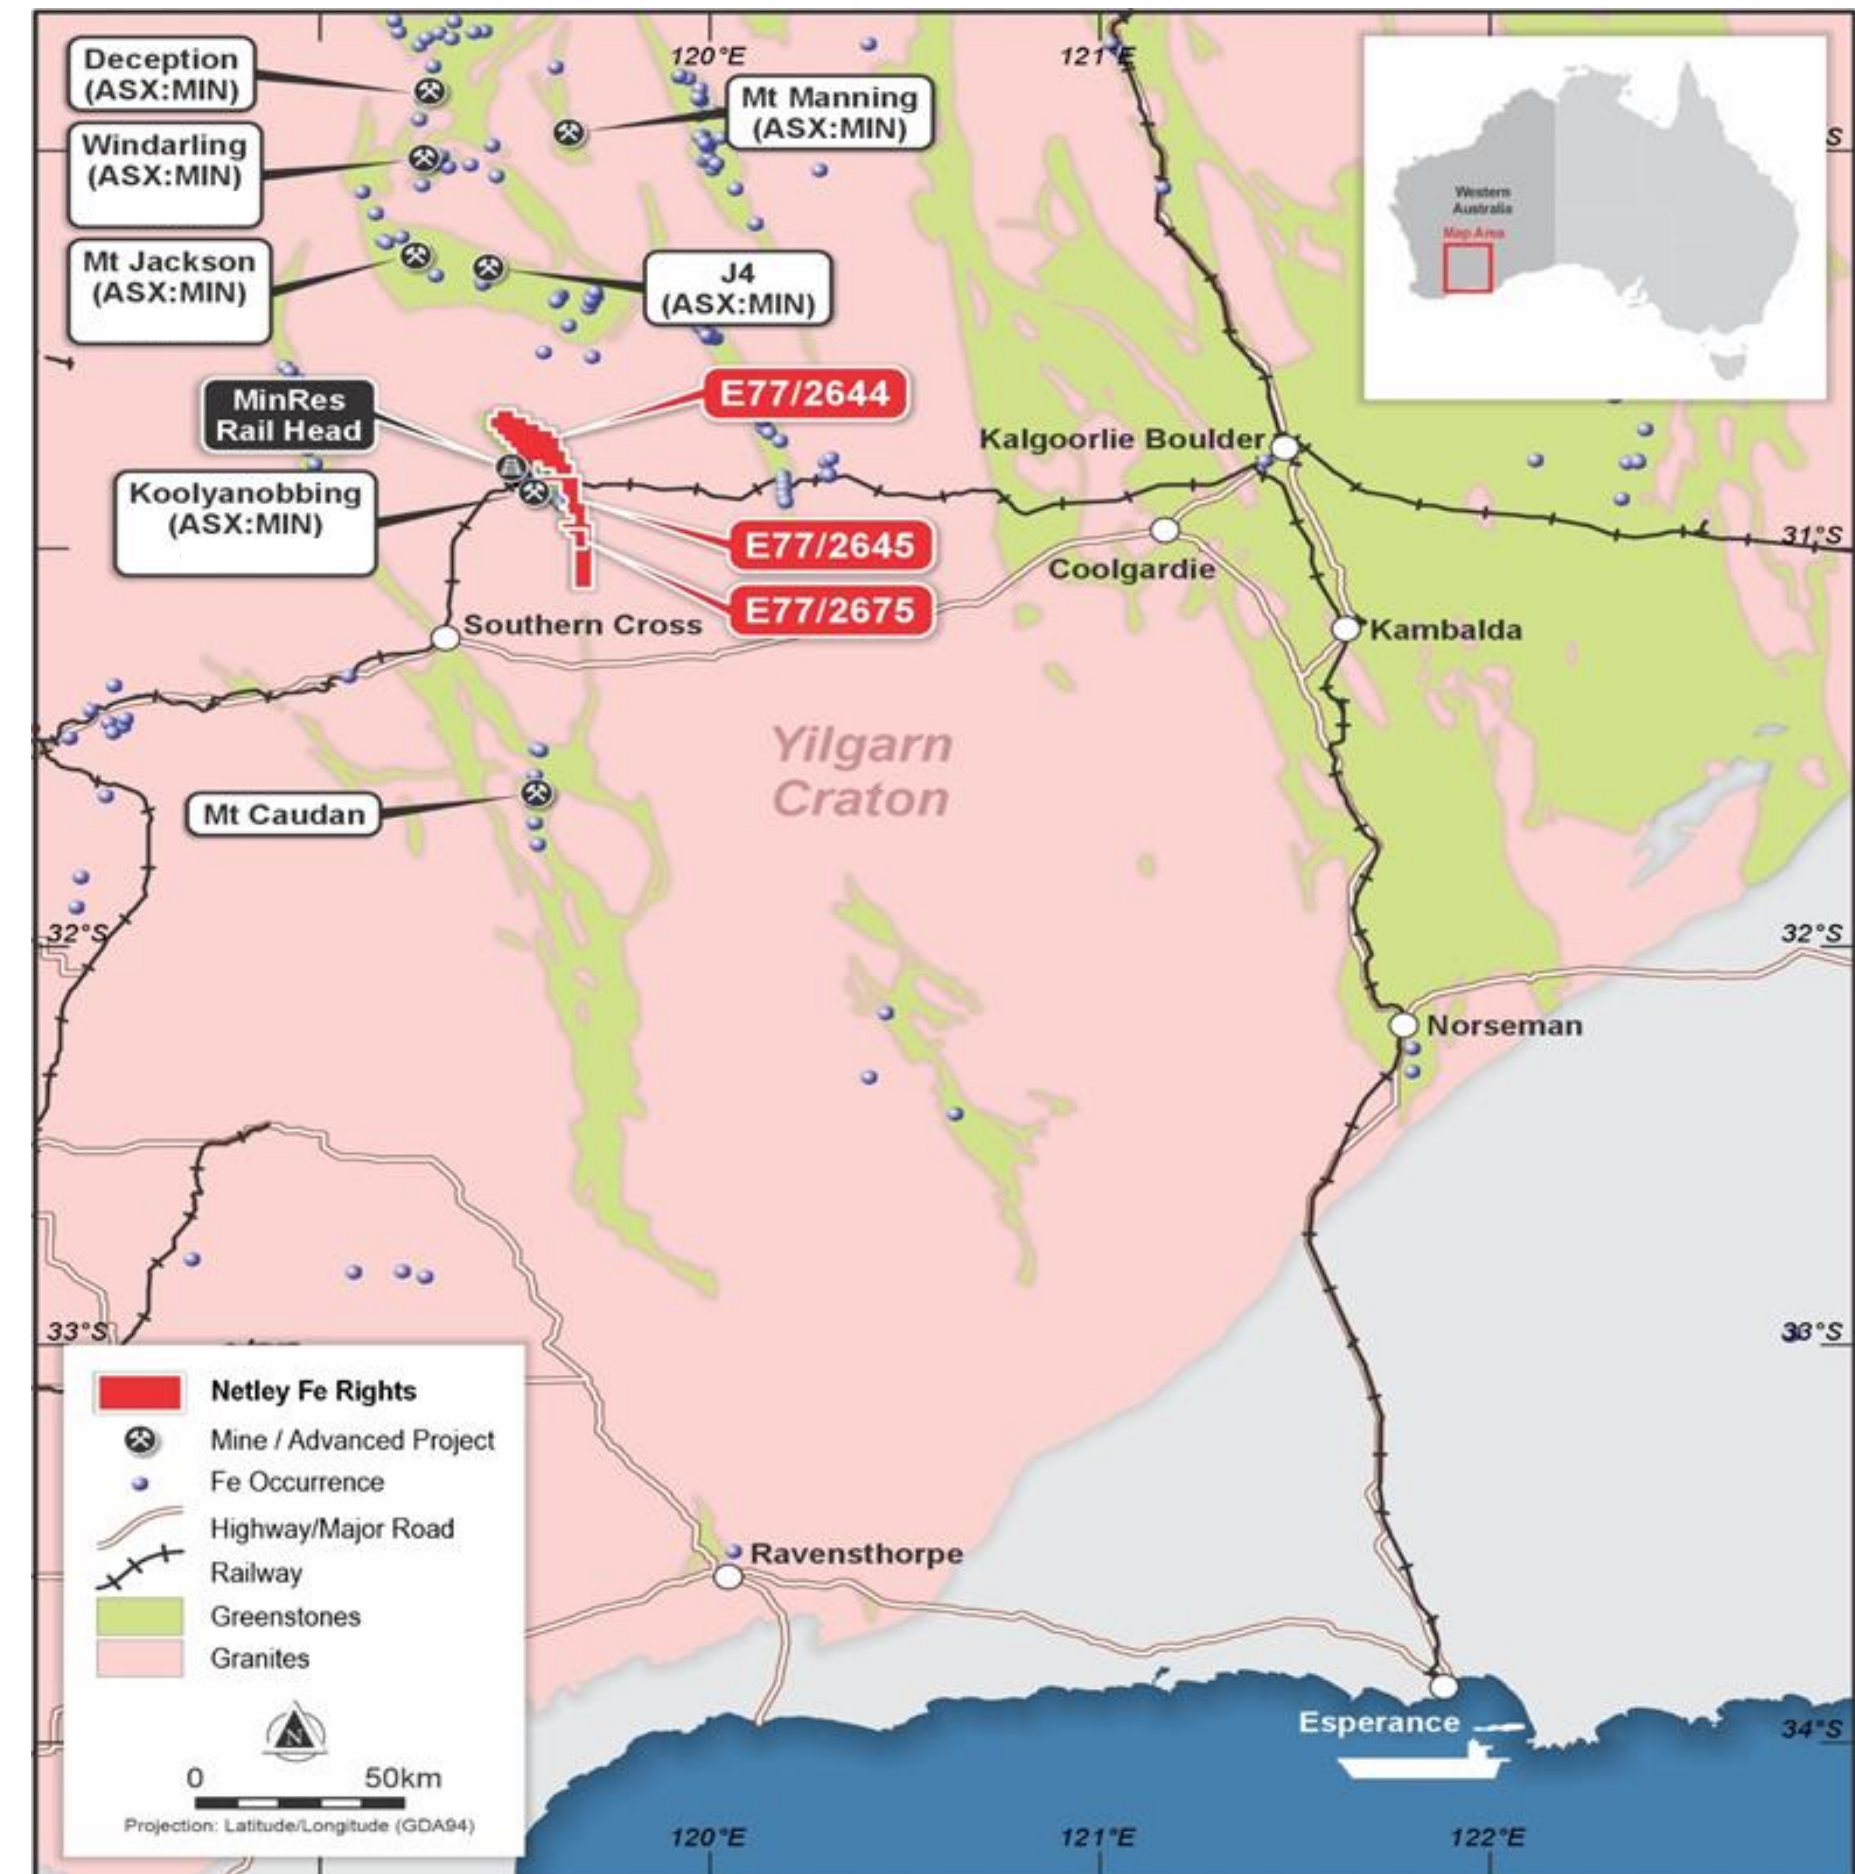 Deception
(ASX:MIN)
120°E
121°E
Mt Manning
(ASX:MIN)
Windarling
(ASX:MIN)
S
Western
Australia
Map Area
Mt Jackson
(ASX:MIN)
J4
(ASX:MIN)
MinRes
Rail Head
E77/2644
Kalgoorlie Boulder
Koolyanobbing
(ASX:MIN)
E77/2645
31°S
Coolgardie
E77/2675
Southern Cross
Kambalda
Yilgarn
Craton
Mt Caudan
32°S
32°S
Norseman
33°S
33°S
Netley Fe Rights
Mine / Advanced Project
Fe Occurrence
Highway/Major Road
Railway
Greenstones
Granites
N
0 50km
Projection: Latitude/Longitude (GDA94)
Ravensthorpe
Esperance
34°S
120°E
121°E
122°E